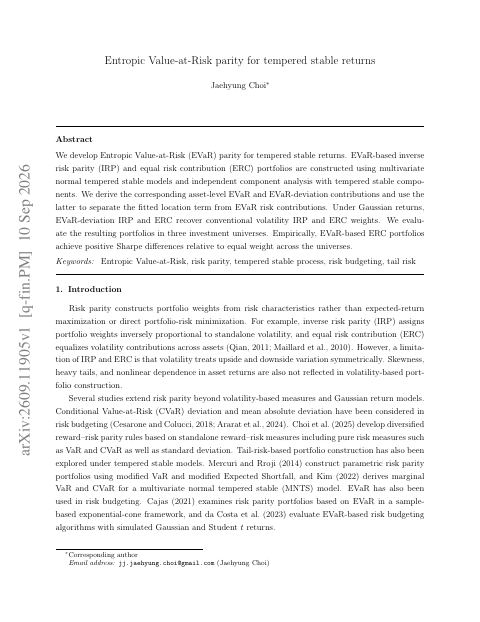 Entropic Value-at-Risk parity for tempered stable returns
Jaehyung Choi*
Abstract
We develop Entropic Value-at-Risk (EVaR) parity for tempered stable returns. EVaR-based inverse
risk parity (IRP) and equal risk contribution (ERC) portfolios are constructed using multivariate
normal tempered stable models and independent component analysis with tempered stable compo-
nents. We derive the corresponding asset-level EVaR and EVaR-deviation contributions and use the
latter to separate the fitted location term from EVaR risk contributions. Under Gaussian returns,
EVaR-deviation IRP and ERC recover conventional volatility IRP and ERC weights. We evalu-
ate the resulting portfolios in three investment universes. Empirically, EVaR-based ERC portfolios
achieve positive Sharpe differences relative to equal weight across the universes.
Keywords: Entropic Value-at-Risk, risk parity, tempered stable process, risk budgeting, tail risk
1. Introduction
Risk parity constructs portfolio weights from risk characteristics rather than expected-return
maximization or direct portfolio-risk minimization. For example, inverse risk parity (IRP) assigns
portfolio weights inversely proportional to standalone volatility, and equal risk contribution (ERC)
equalizes volatility contributions across assets (Qian, 2011; Maillard et al., 2010). However, a limita-
tion of IRP and ERC is that volatility treats upside and downside variation symmetrically. Skewness,
heavy tails, and nonlinear dependence in asset returns are also not reflected in volatility-based port-
folio construction.
Several studies extend risk parity beyond volatility-based measures and Gaussian return models.
Conditional Value-at-Risk (CVaR) deviation and mean absolute deviation have been considered in
risk budgeting (Cesarone and Colucci, 2018; Ararat et al., 2024). Choi et al. (2025) develop diversified
reward–risk parity rules based on standalone reward–risk measures including pure risk measures such
as VaR and CVaR as well as standard deviation. Tail-risk-based portfolio construction has also been
explored under tempered stable models. Mercuri and Rroji (2014) construct parametric risk parity
portfolios using modified VaR and modified Expected Shortfall, and Kim (2022) derives marginal
VaR and CVaR for a multivariate normal tempered stable (MNTS) model. EVaR has also been
used in risk budgeting. Cajas (2021) examines risk parity portfolios based on EVaR in a sample-
based exponential-cone framework, and da Costa et al. (2023) evaluate EVaR-based risk budgeting
algorithms with simulated Gaussian and Student t returns.
*Corresponding author
Email address: jj.jaehyung.choi@gmail.com (Jaehyung Choi)
arXiv:2609.11905v1 [q-fin.PM] 10 Sep 2026